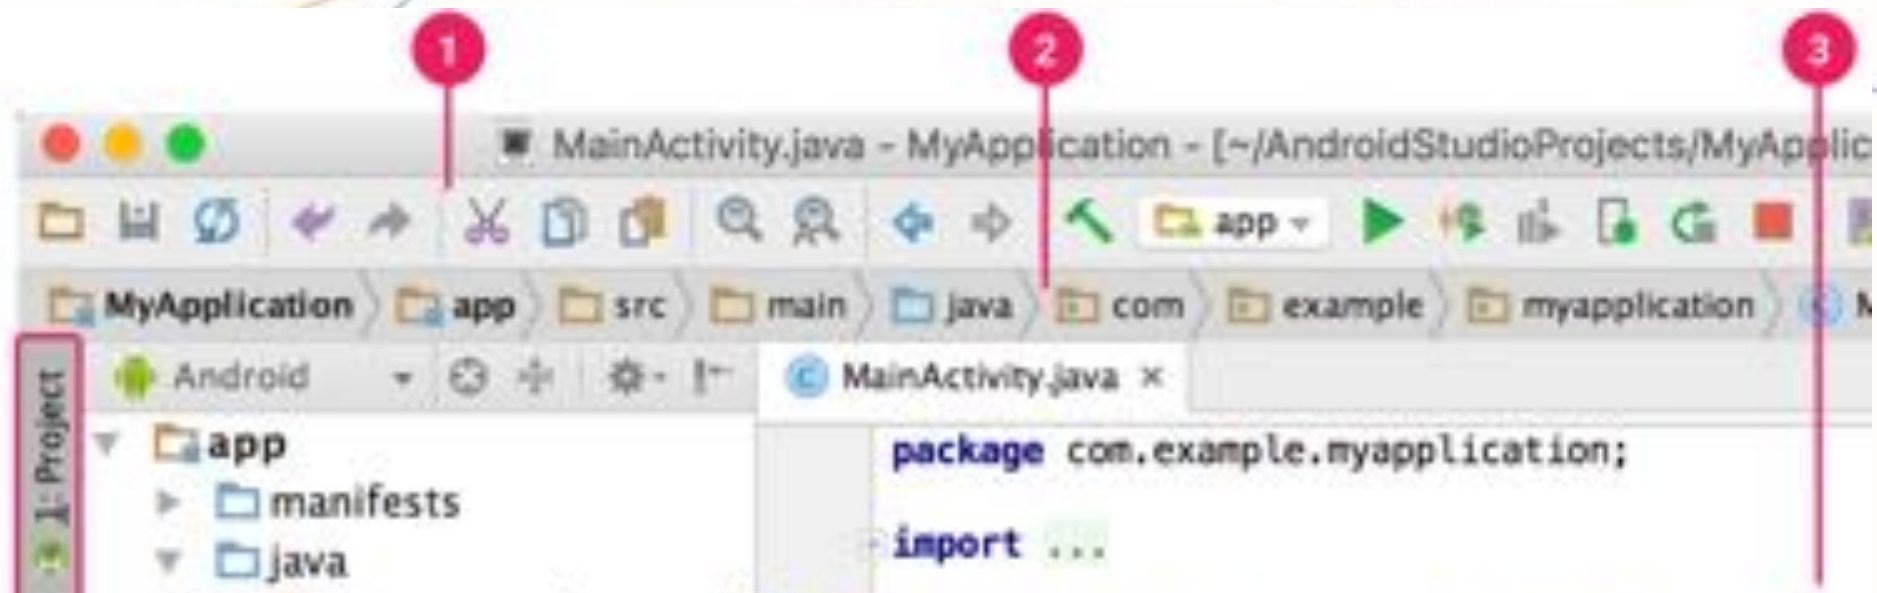 1 2 3
MainActivity.java - MyApplication - [~/AndroidStudioProjects/MyApplic
app
MyApplication app src main java com example myapplication M
1: Project
Android MainActivity.java ×
app
package com.example.myapplication;
manifests
import ...
java